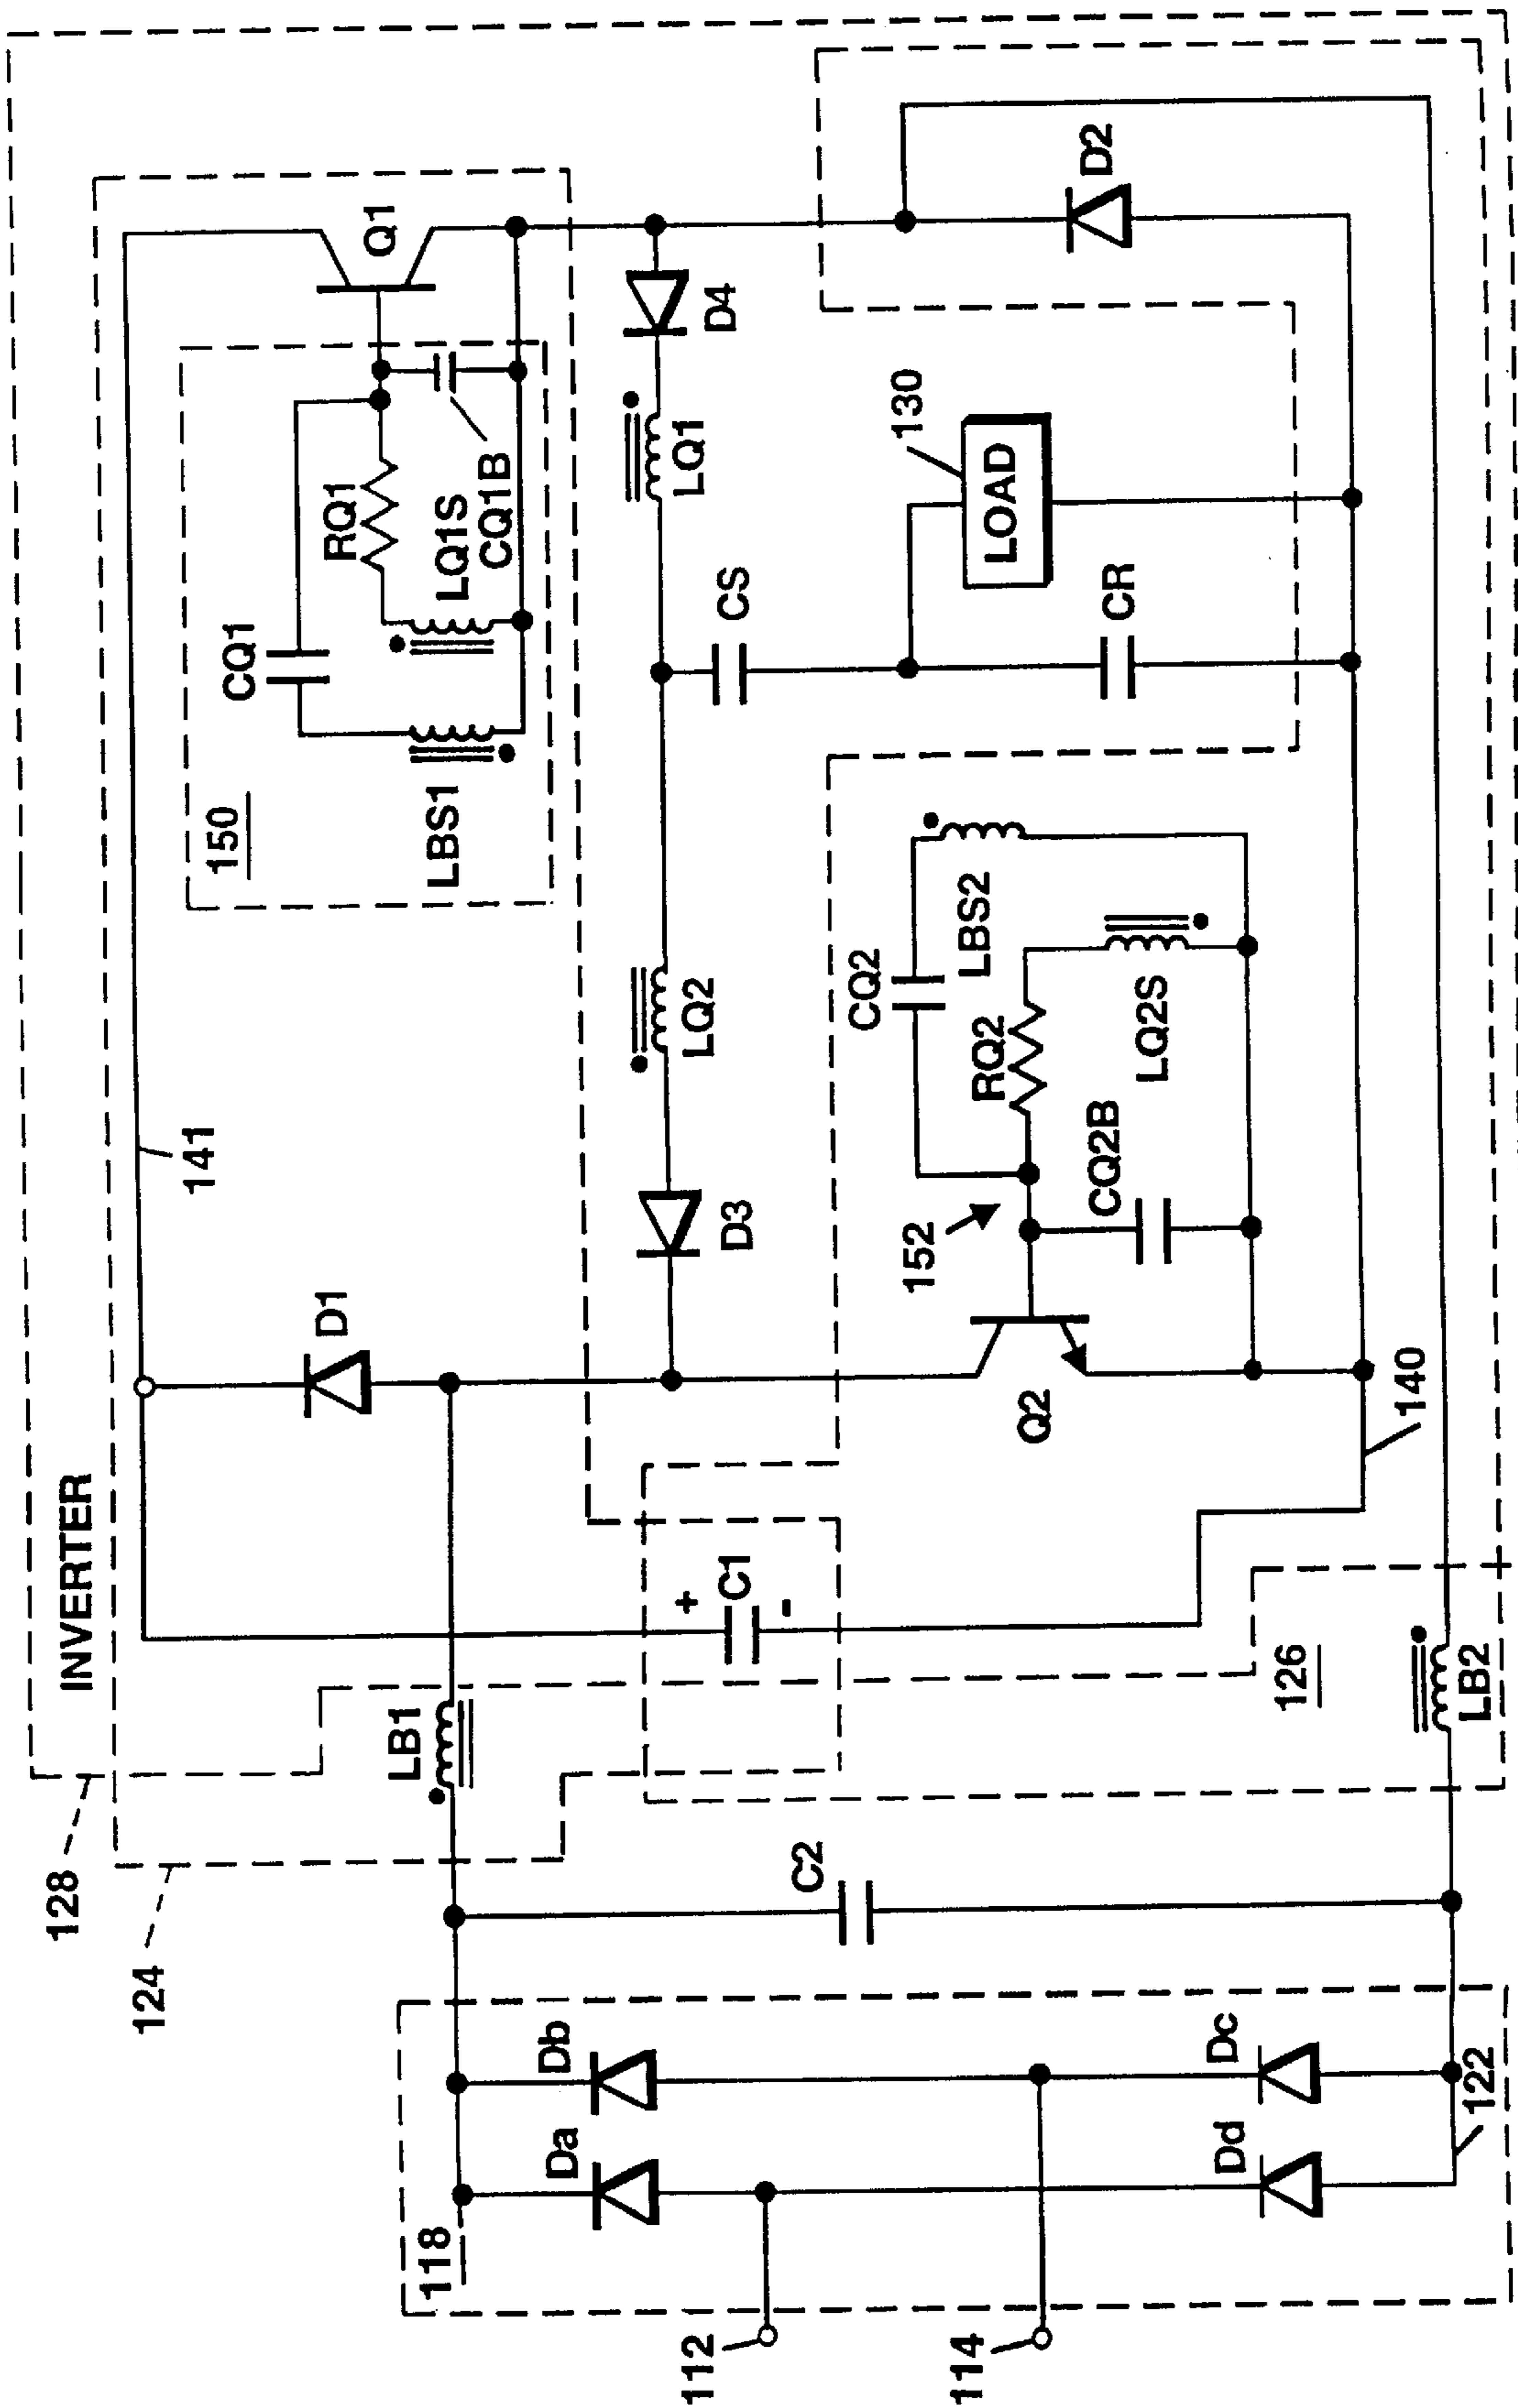 INVERTER
128
124
141
D1
Q1
150
CQ1
RQ1
LQ1S
CQ1B
LBS1
LB1
D3
LQ2
LQ1
D4
CS
130
LOAD
CR
D2
C1
+
-
152
CQ2
LBS2
RQ2
LQ2S
CQ2B
Q2
140
126
LB2
C2
118
Da
Db
Dc
Dd
122
112
114